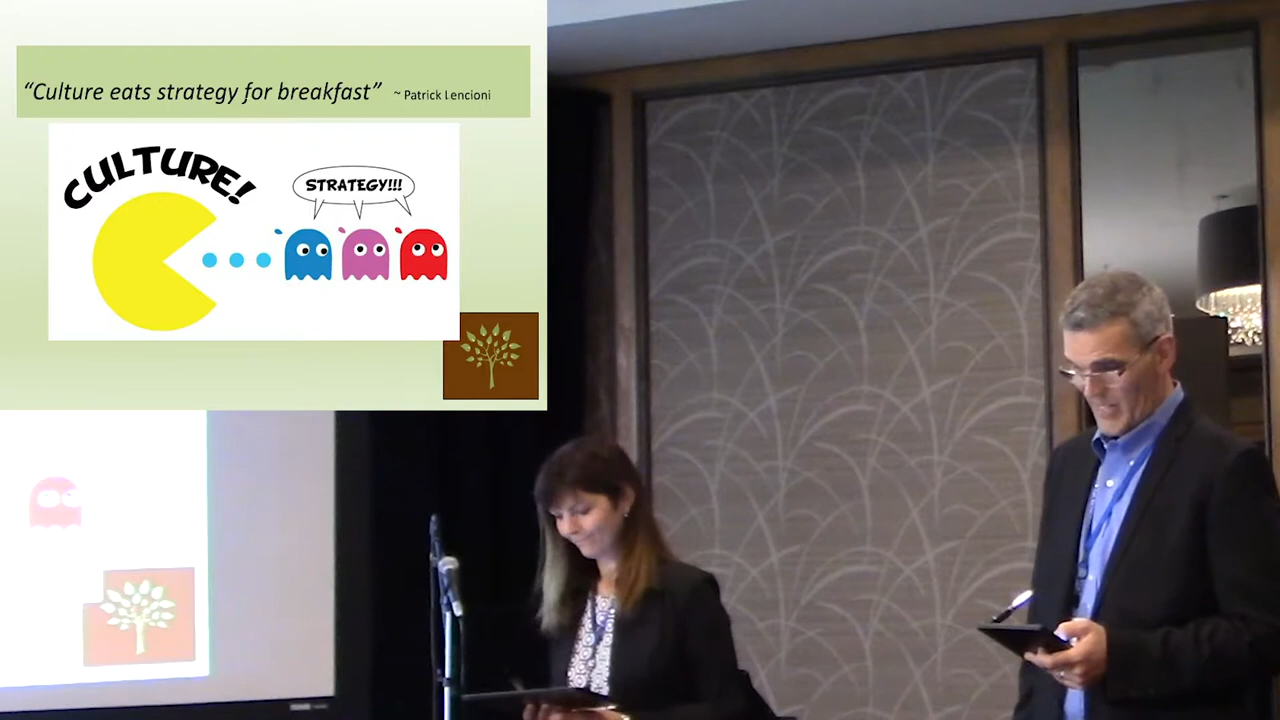 “Culture eats strategy for breakfast” ~ Patrick Lencioni
CULTURE!
STRATEGY!!!